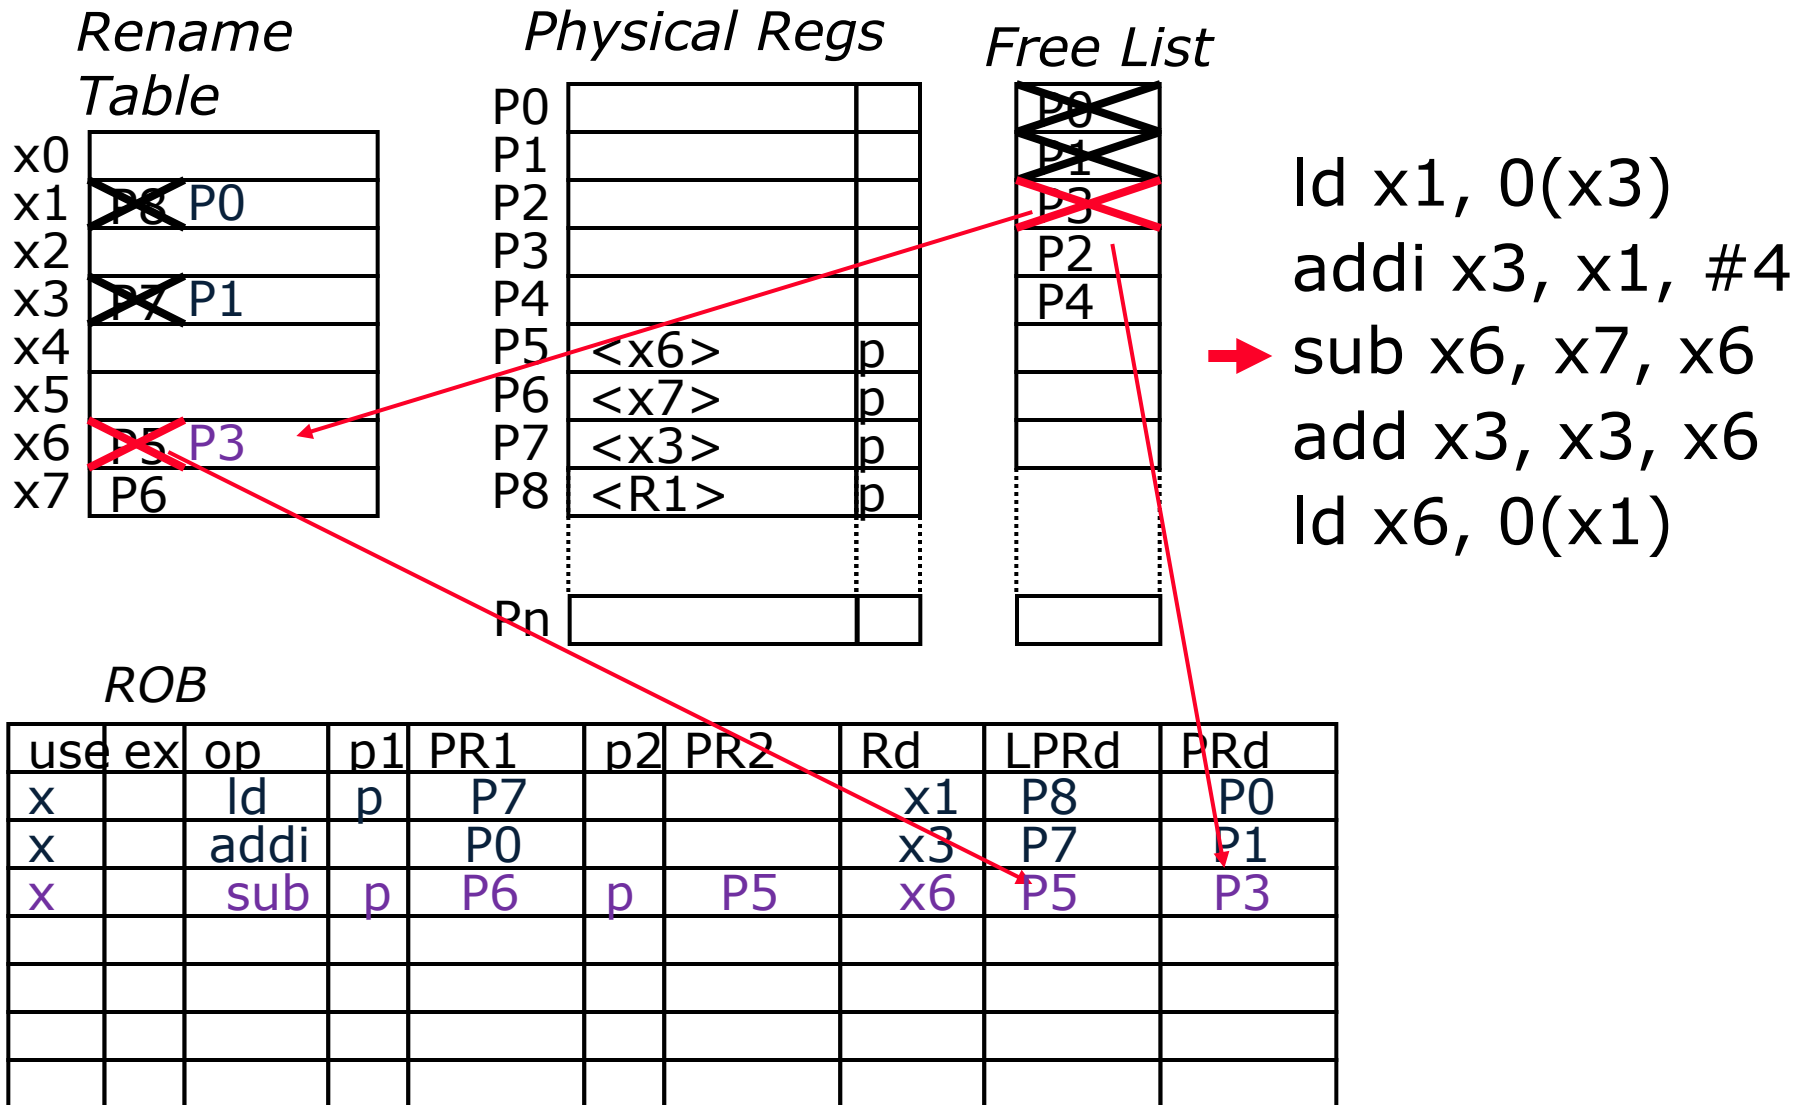 Rename
Table
x0
x1 P8 P0
x2
x3 P7 P1
x4
x5
x6 P5 P3
x7 P6
Physical Regs
P0
P1
P2
P3
P4
P5 <x6> p
P6 <x7> p
P7 <x3> p
P8 <R1> p
Pn
Free List
P0
P1
P3
P2
P4
ld x1, 0(x3)
addi x3, x1, #4
sub x6, x7, x6
add x3, x3, x6
ld x6, 0(x1)
ROB
use ex op p1 PR1 p2 PR2 Rd LPRd PRd
x ld p P7 x1 P8 P0
x addi P0 x3 P7 P1
x sub p P6 p P5 x6 P5 P3